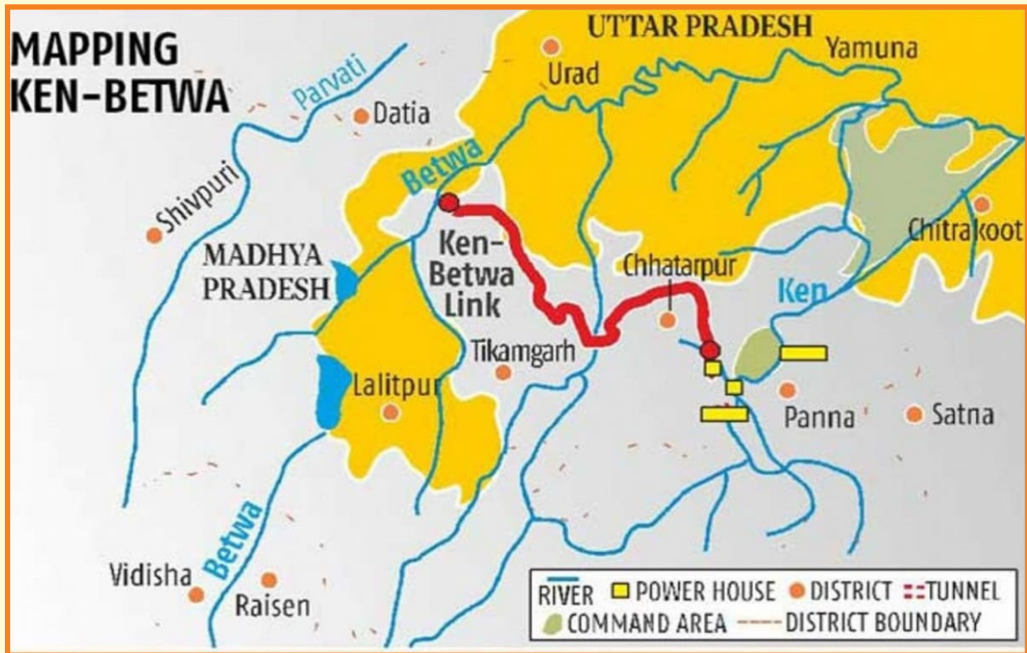 MAPPING
KEN-BETWA
UTTAR PRADESH
Yamuna
Urad
Parvati
Datia
Betwa
Shivpuri
Chitrakoot
MADHYA
PRADESH
Ken-
Betwa
Link
Chhatarpur
Ken
Tikamgarh
Lalitpur
Panna
Satna
Betwa
Vidisha
Raisen
RIVER POWER HOUSE DISTRICT TUNNEL
COMMAND AREA DISTRICT BOUNDARY